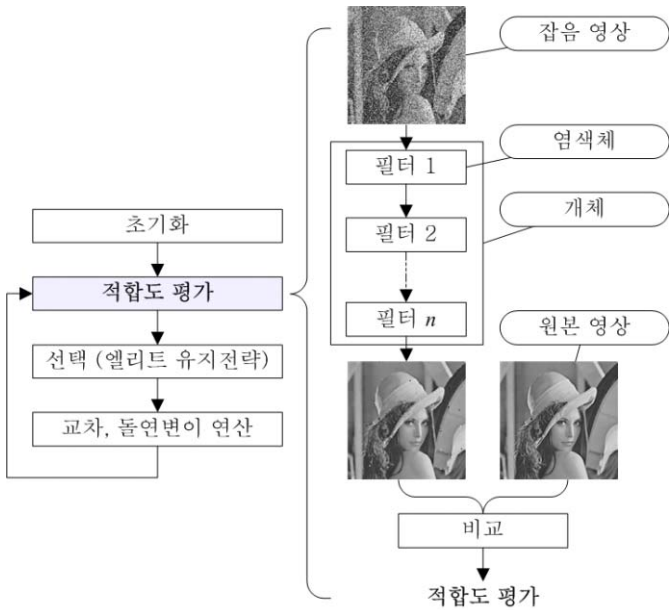 초기화
적합도 평가
선택 (엘리트 유지전략)
교차, 돌연변이 연산
잡음 영상
염색체
필터 1
개체
필터 2
필터 n
원본 영상
비교
적합도 평가